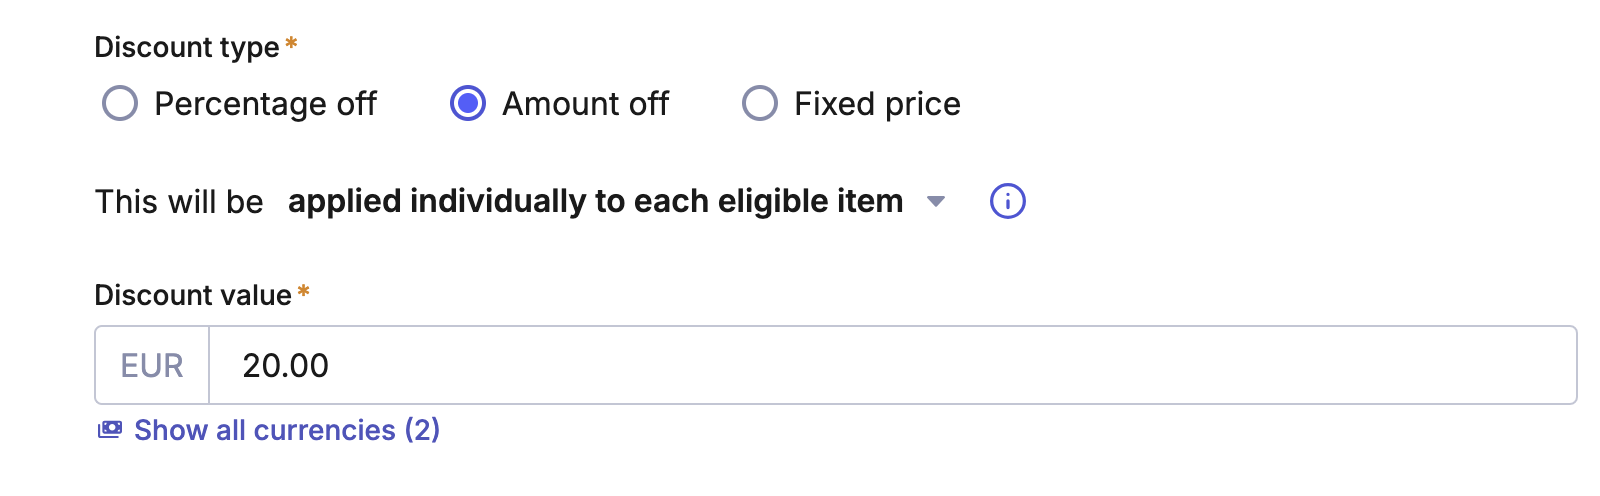 Discount type*
Percentage off Amount off Fixed price
This will be applied individually to each eligible item
Discount value*
EUR 20.00
Show all currencies (2)